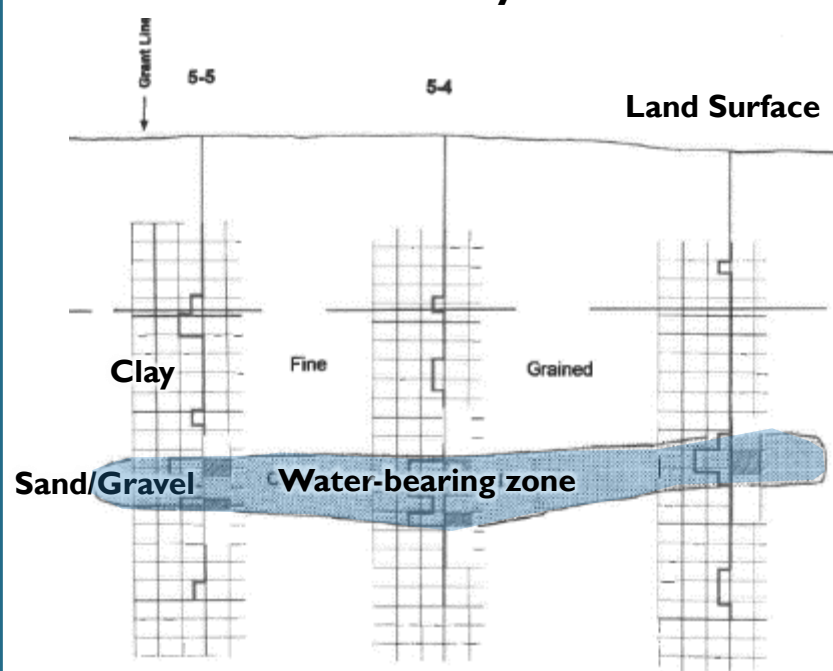 Grant Line
5-5
5-4
Land Surface
Clay
Fine
Grained
Sand/Gravel
Water-bearing zone